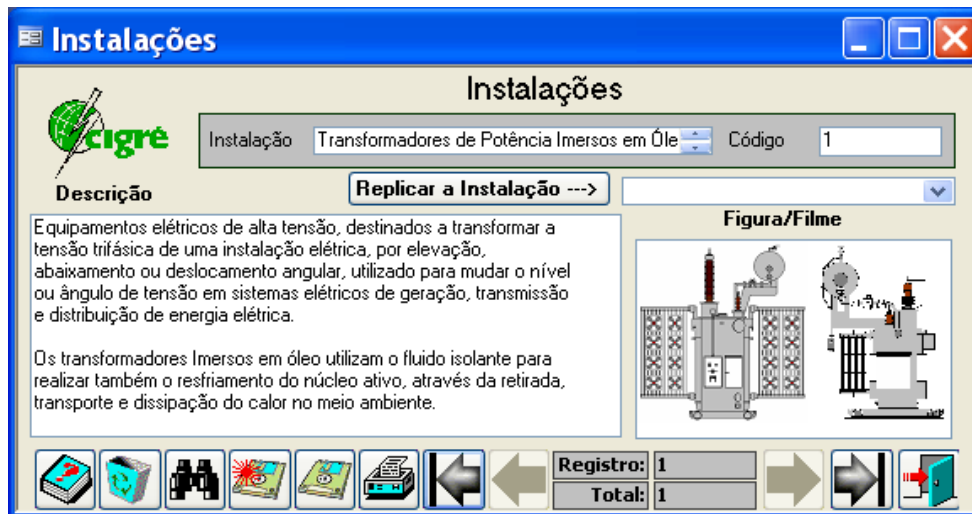 Instalações
Instalações
cigré
Instalação
Transformadores de Potência Imersos em Óle
Código
1
Descrição
Replicar a Instalação --->
Figura/Filme
Equipamentos elétricos de alta tensão, destinados a transformar a
tensão trifásica de uma instalação elétrica, por elevação,
abaixamento ou deslocamento angular, utilizado para mudar o nível
ou ângulo de tensão em sistemas elétricos de geração, transmissão
e distribuição de energia elétrica.
Os transformadores Imersos em óleo utilizam o fluido isolante para
realizar também o resfriamento do núcleo ativo, através da retirada,
transporte e dissipação do calor no meio ambiente.
Registro: 1
Total: 1